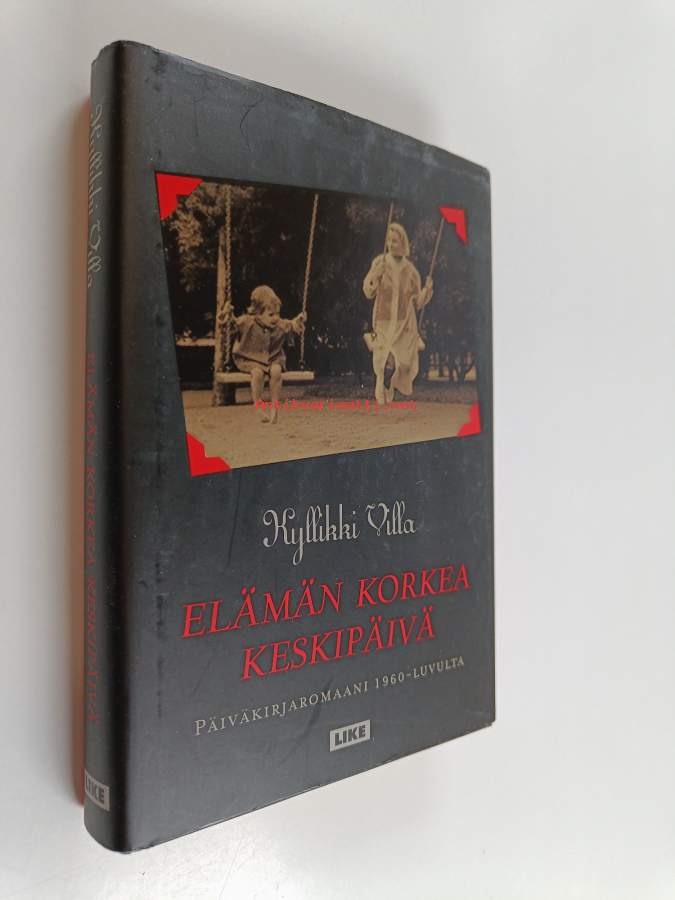 Kyllikki Villa
ELÄMÄN KORKEA KESKIPÄIVÄ
LIKE
Kyllikki Villa
ELÄMÄN KORKEA
KESKIPÄIVÄ
PÄIVÄKIRJAROMAANI 1960-LUVULTA
LIKE